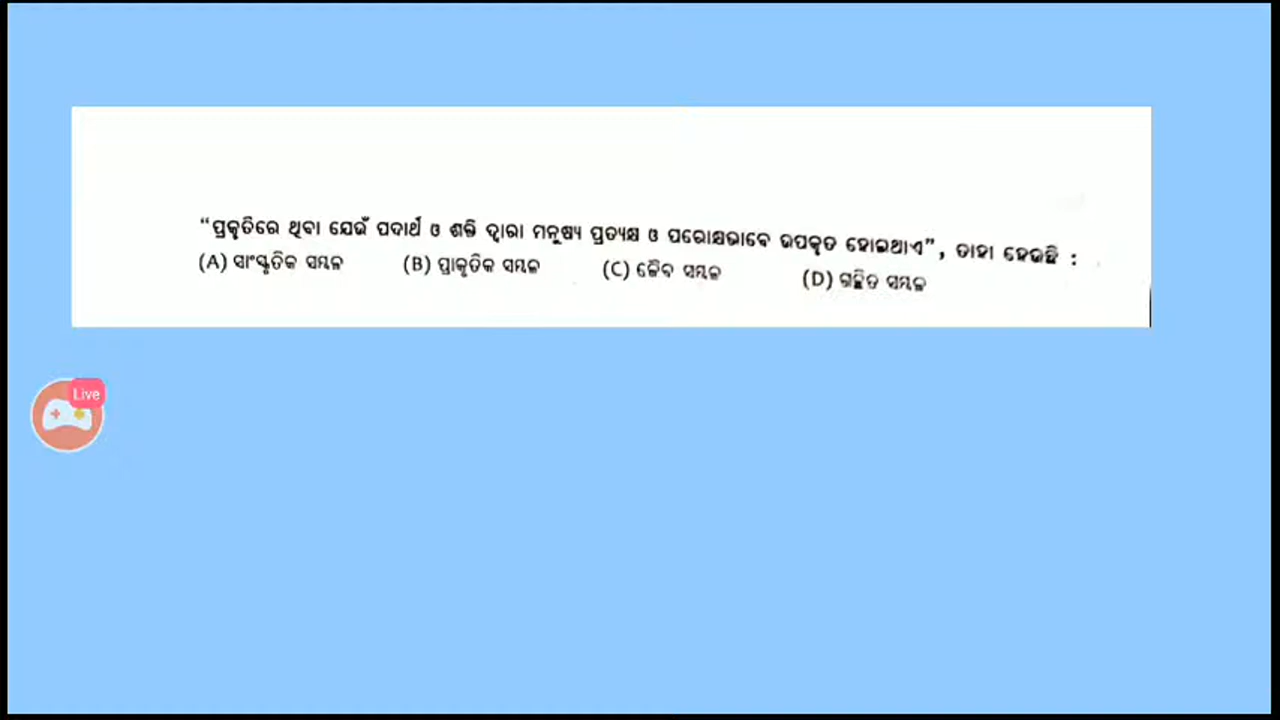 “ପ୍ରକୃତିରେ ଥିବା ଯେଉଁ ପଦାର୍ଥ ଓ ଶକ୍ତି ଦ୍ୱାରା ମନୁଷ୍ୟ ପ୍ରତ୍ୟକ୍ଷ ଓ ପରୋକ୍ଷଭାବେ ଉପକୃତ ହୋଇଥାଏ”, ତାହା ହେଉଛି :
(A) ସାଂସ୍କୃତିକ ସମ୍ବଳ (B) ପ୍ରାକୃତିକ ସମ୍ବଳ (C) ଜୈବ ସମ୍ବଳ (D) ଗଚ୍ଛିତ ସମ୍ବଳ
Live